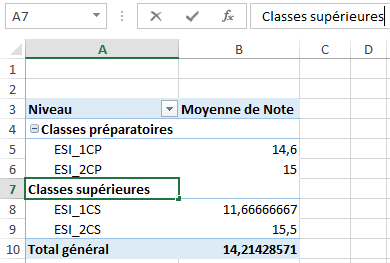 A7 Classes supérieures
A B C D
1
2
3 Niveau Moyenne de Note
4 Classes préparatoires
5 ESI_1CP 14,6
6 ESI_2CP 15
7 Classes supérieures
8 ESI_1CS 11,66666667
9 ESI_2CS 15,5
10 Total général 14,21428571